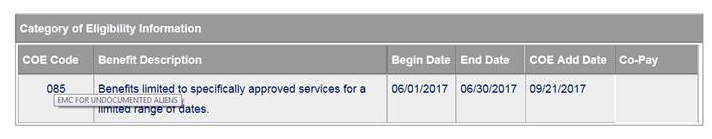 Category of Eligibility Information
COE Code Benefit Description Begin Date End Date COE Add Date Co-Pay
085 Benefits limited to specifically approved services for a 06/01/2017 06/30/2017 09/21/2017
EMC FOR UNDOCUMENTED ALIENS
limited range of dates.